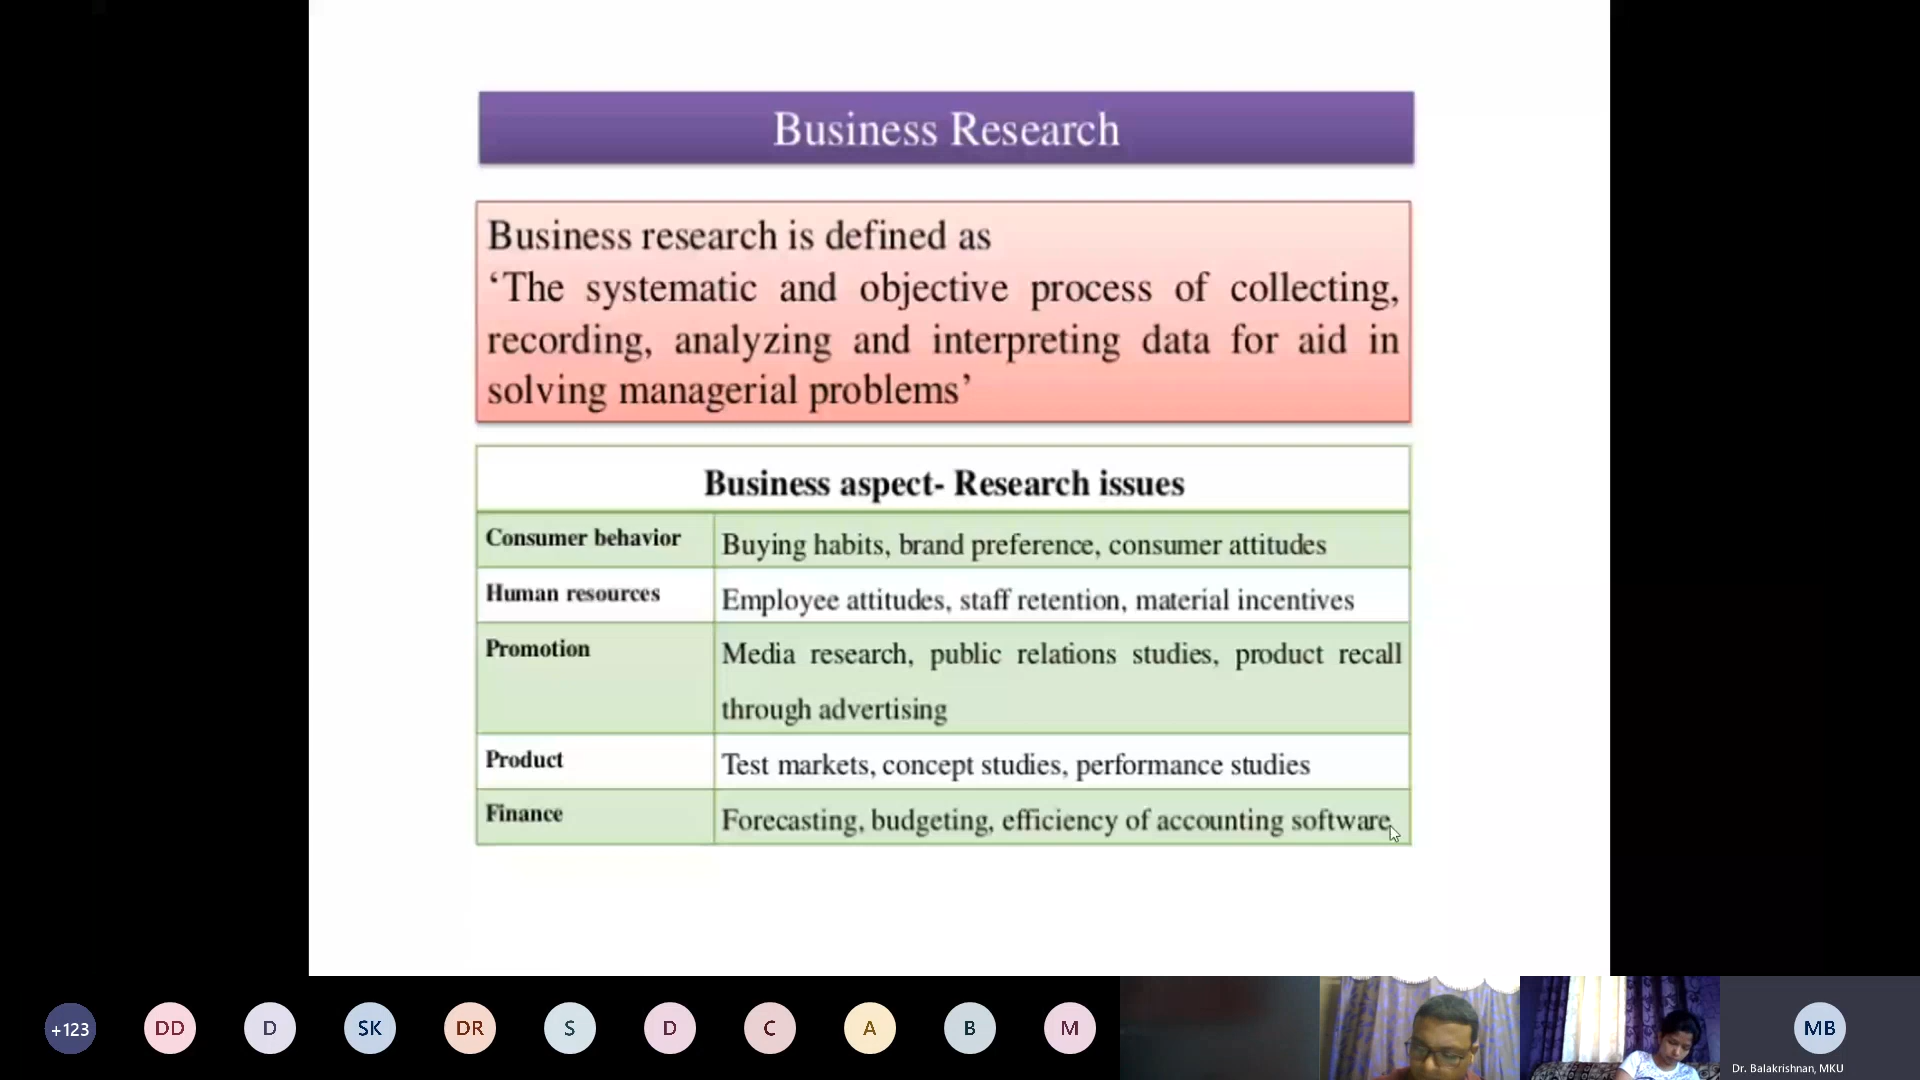 Business Research
Business research is defined as
‘The systematic and objective process of collecting,
recording, analyzing and interpreting data for aid in
solving managerial problems’
Business aspect- Research issues
Consumer behavior
Buying habits, brand preference, consumer attitudes
Human resources
Employee attitudes, staff retention, material incentives
Promotion
Media research, public relations studies, product recall
through advertising
Product
Test markets, concept studies, performance studies
Finance
Forecasting, budgeting, efficiency of accounting software
+123
DD
D
SK
DR
S
D
C
A
B
M
MB
Dr. Balakrishnan, MKU